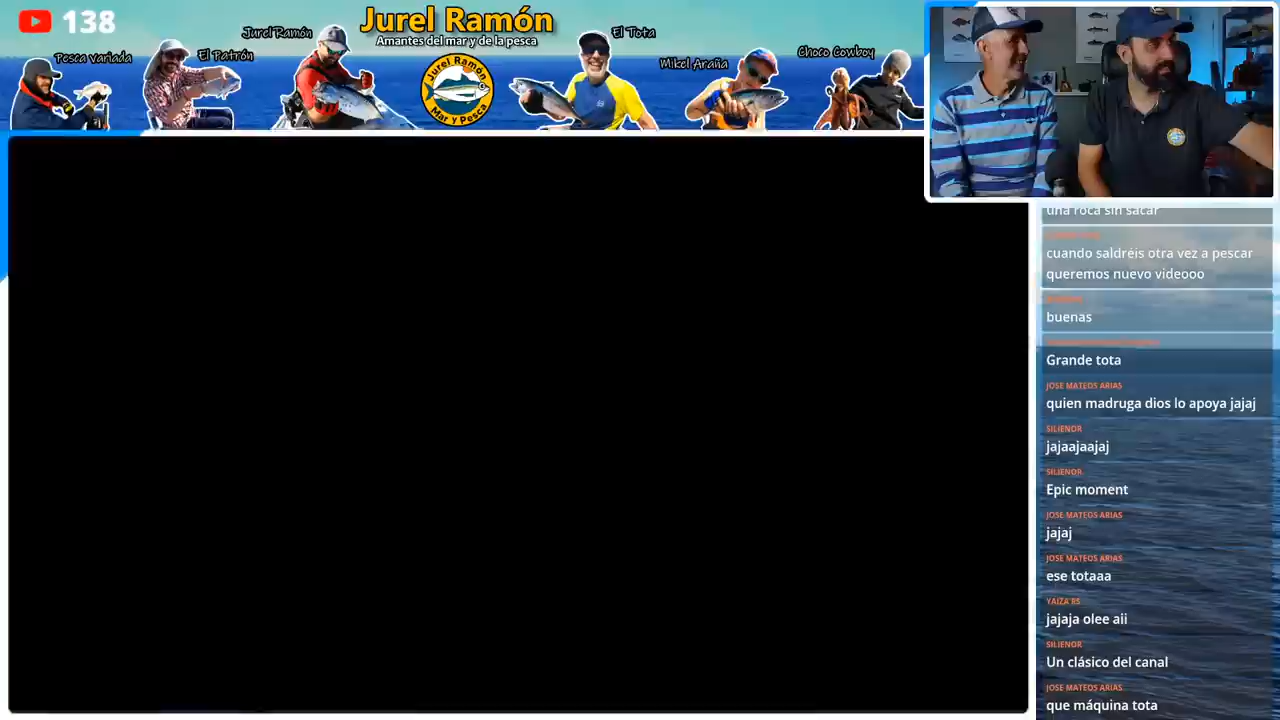 138
Jurel Ramón
Amantes del mar y de la pesca
Pesca variada
El Patrón
Jurel Ramón
Jurel Ramón
Mar y Pesca
El Tota
Mikel Araña
Choco Cowboy
una roca sin sacar
cuando saldréis otra vez a pescar
queremos nuevo videooo
buenas
Grande tota
JOSE MATEOS ARIAS
quien madruga dios lo apoya jajaj
SILIENOR
jajaajaajaj
SILIENOR
Epic moment
JOSE MATEOS ARIAS
jajaj
JOSE MATEOS ARIAS
ese totaaa
YAIZA RS
jajaja olee aii
SILIENOR
Un clásico del canal
JOSE MATEOS ARIAS
que máquina tota